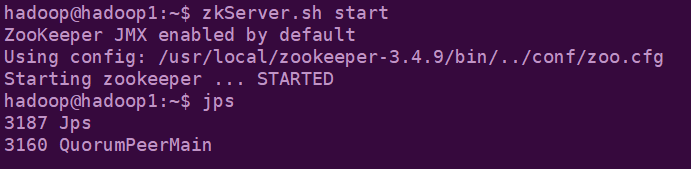 hadoop@hadoop1:~$ zkServer.sh start
ZooKeeper JMX enabled by default
Using config: /usr/local/zookeeper-3.4.9/bin/../conf/zoo.cfg
Starting zookeeper ... STARTED
hadoop@hadoop1:~$ jps
3187 Jps
3160 QuorumPeerMain